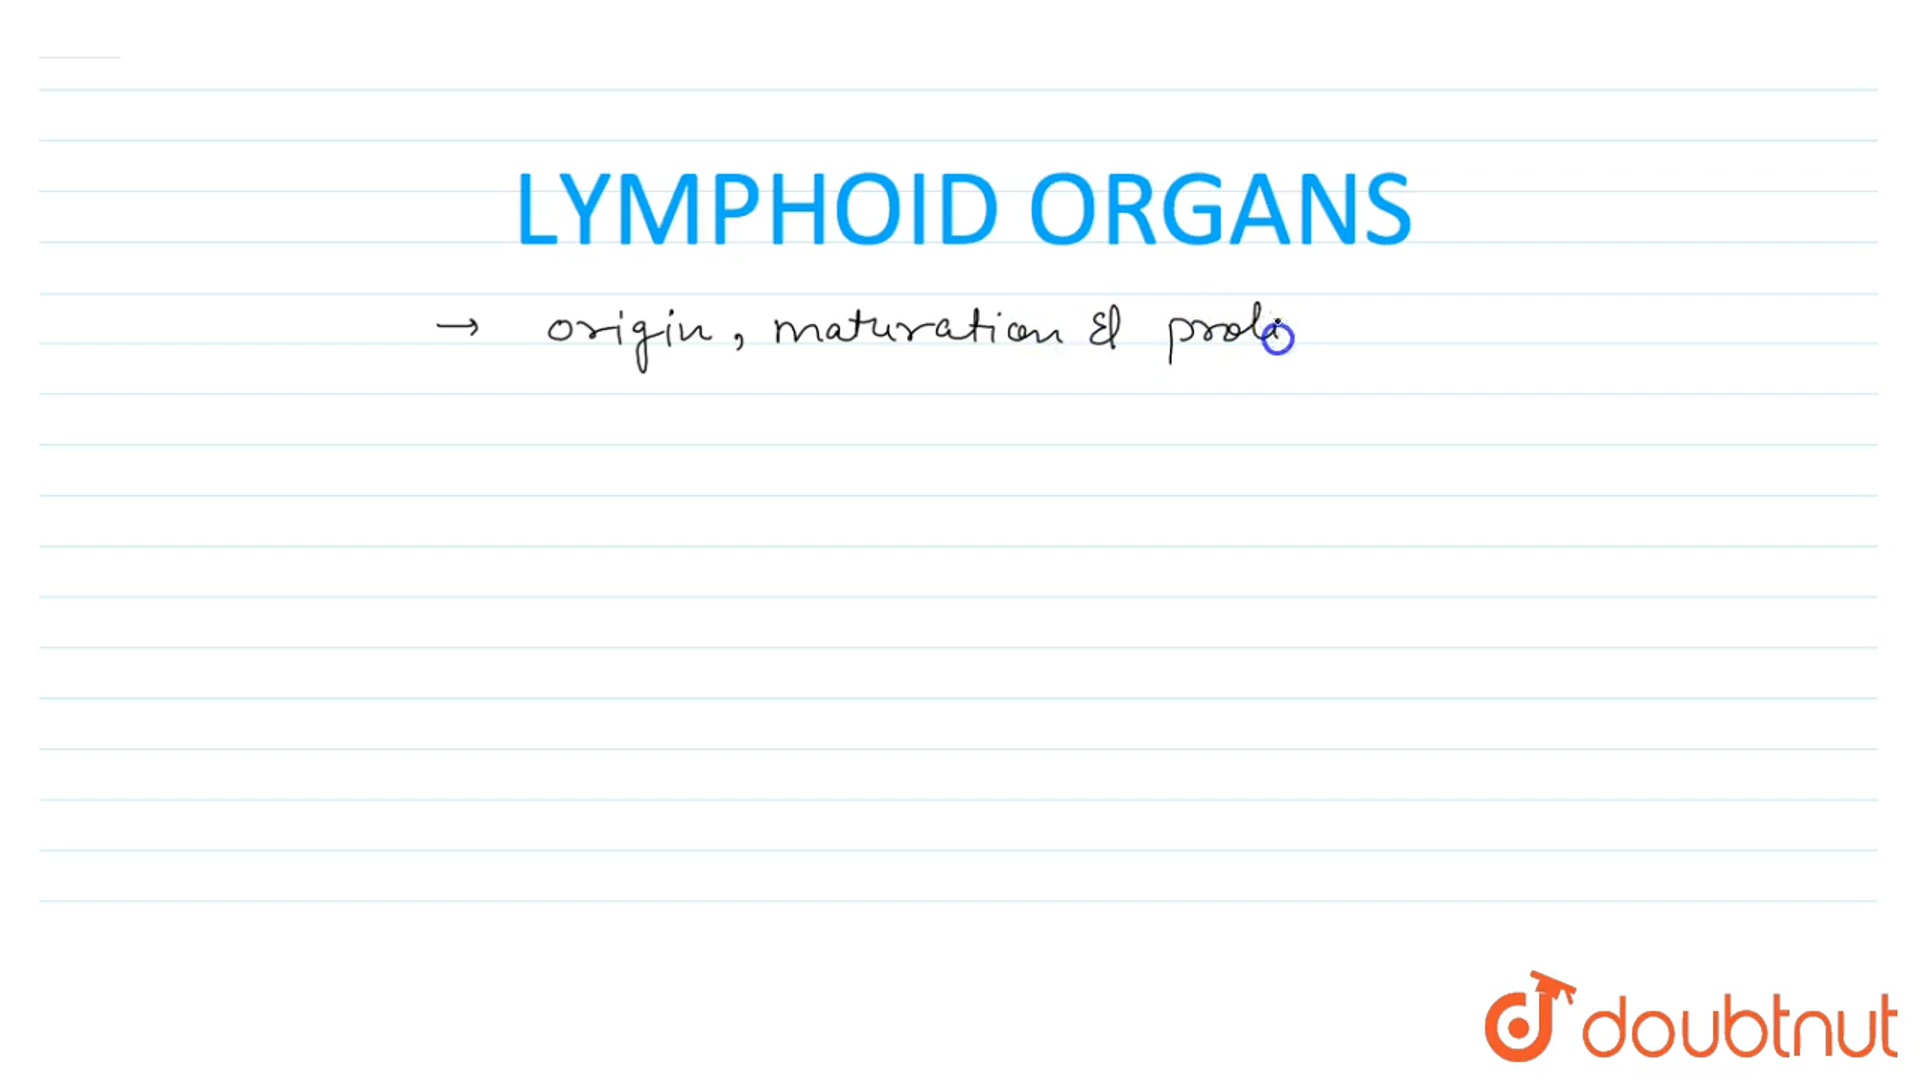 LYMPHOID ORGANS
→ origin, maturation & proli
doubtnut